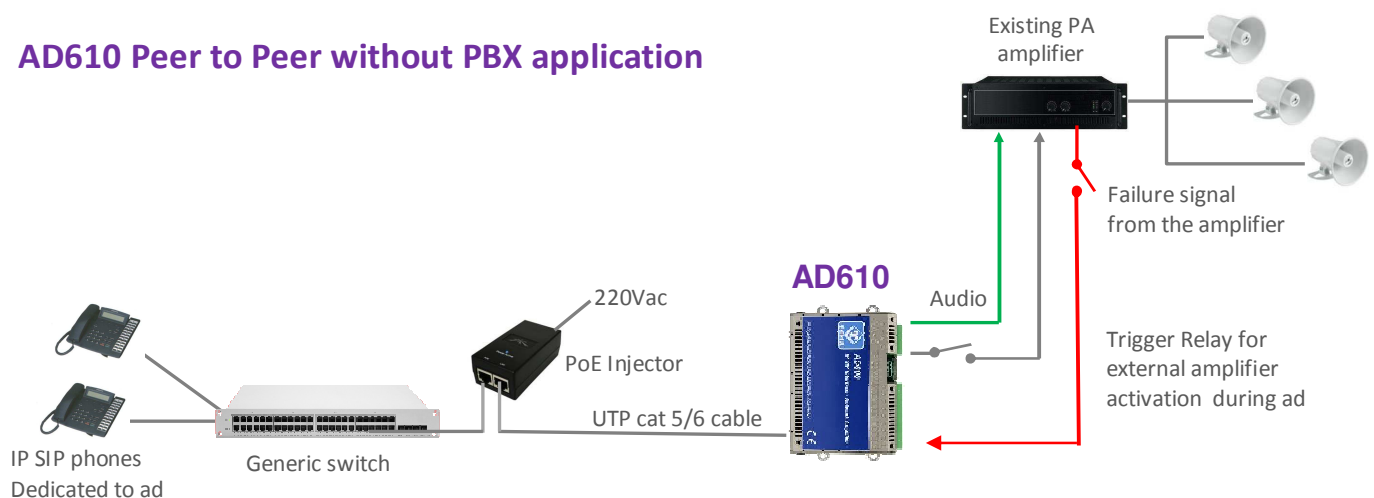 AD610 Peer to Peer without PBX application
Existing PA
amplifier
Failure signal
from the amplifier
AD610
220Vac
Audio
PoE Injector
Trigger Relay for
external amplifier
activation  during ad
UTP cat 5/6 cable
Generic switch
IP SIP phones
Dedicated to ad